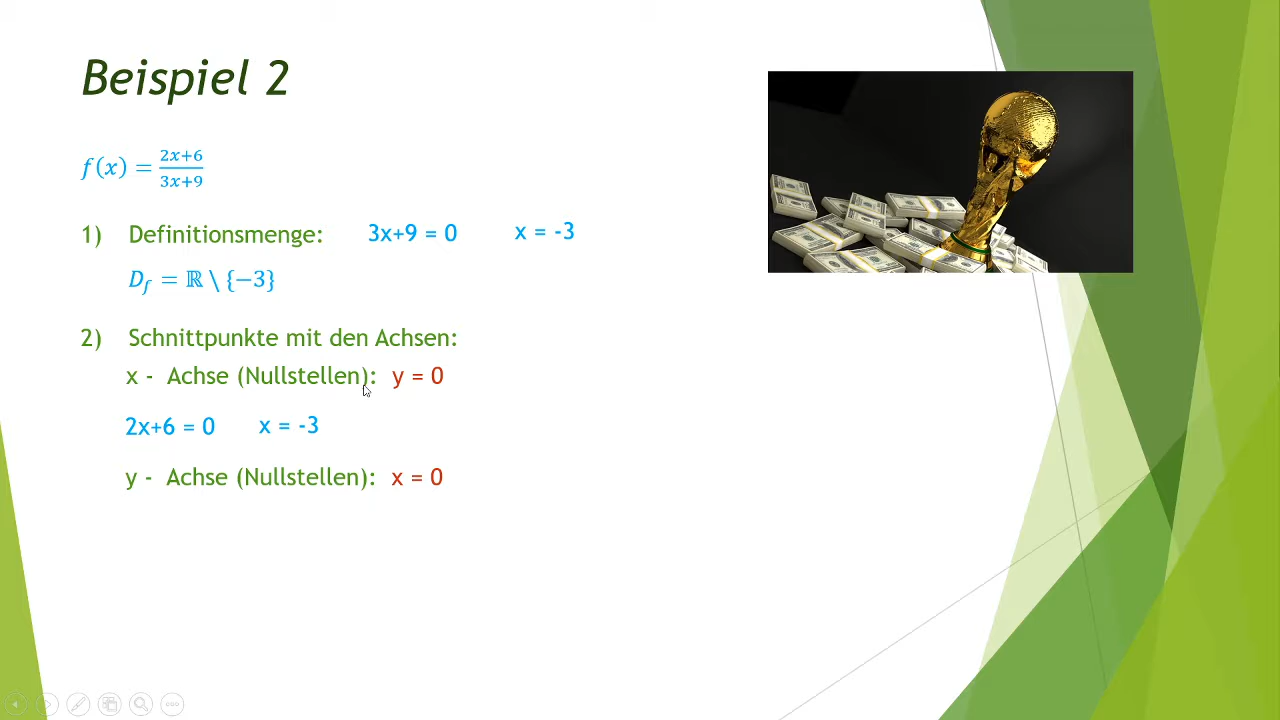 Beispiel 2
f(x) = \frac{2x+6}{3x+9}
1) Definitionsmenge: 3x+9 = 0 x = -3
D_f = ℝ \ {−3}
2) Schnittpunkte mit den Achsen:
x - Achse (Nullstellen): y = 0
2x+6 = 0 x = -3
y - Achse (Nullstellen): x = 0